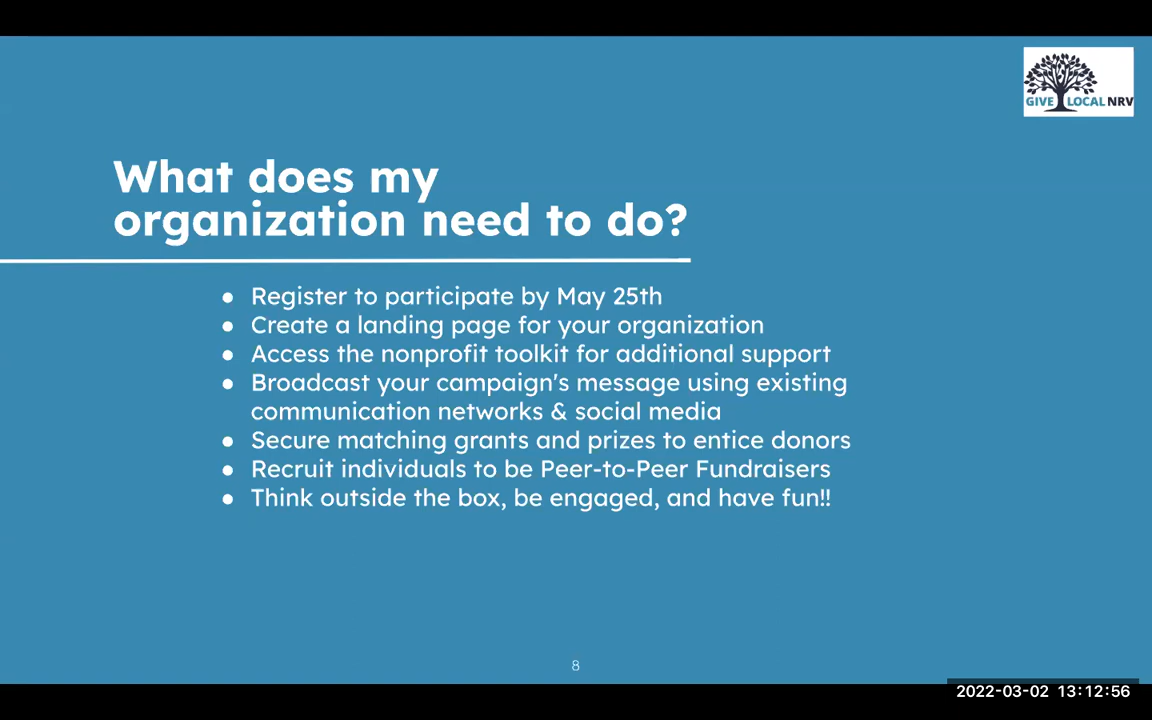 GIVE LOCAL NRV
What does my
organization need to do?
● Register to participate by May 25th
● Create a landing page for your organization
● Access the nonprofit toolkit for additional support
● Broadcast your campaign's message using existing
communication networks & social media
● Secure matching grants and prizes to entice donors
● Recruit individuals to be Peer-to-Peer Fundraisers
● Think outside the box, be engaged, and have fun!!
8
2022-03-02 13:12:56